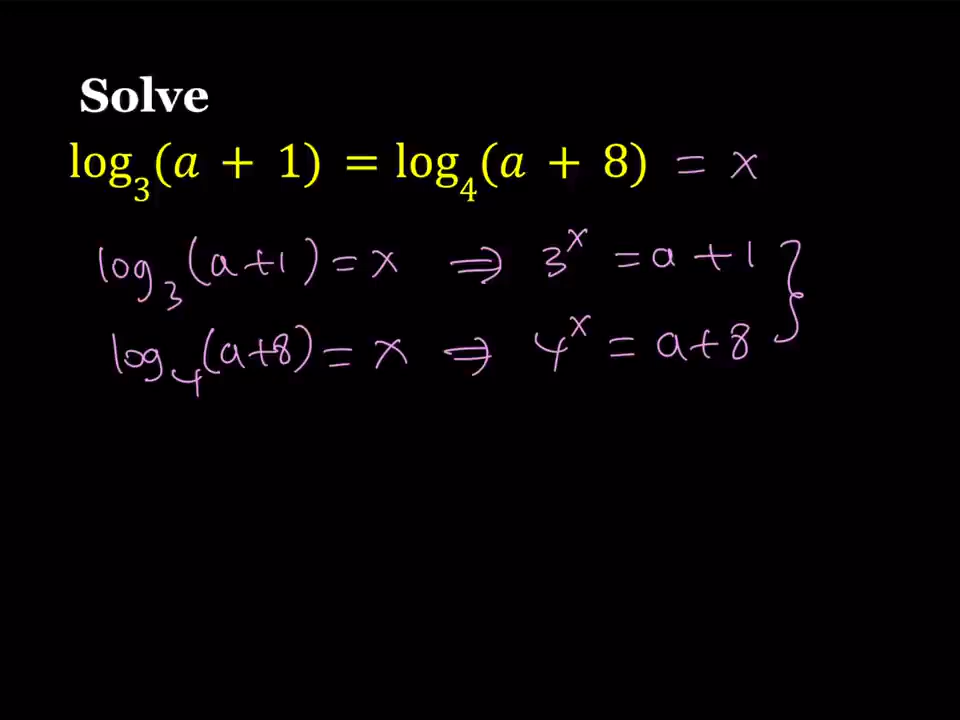 Solve
log₃(a + 1) = log₄(a + 8) = x
log₃(a+1) = x ⇒ 3ˣ = a + 1
log₄(a+8) = x ⇒ 4ˣ = a+8